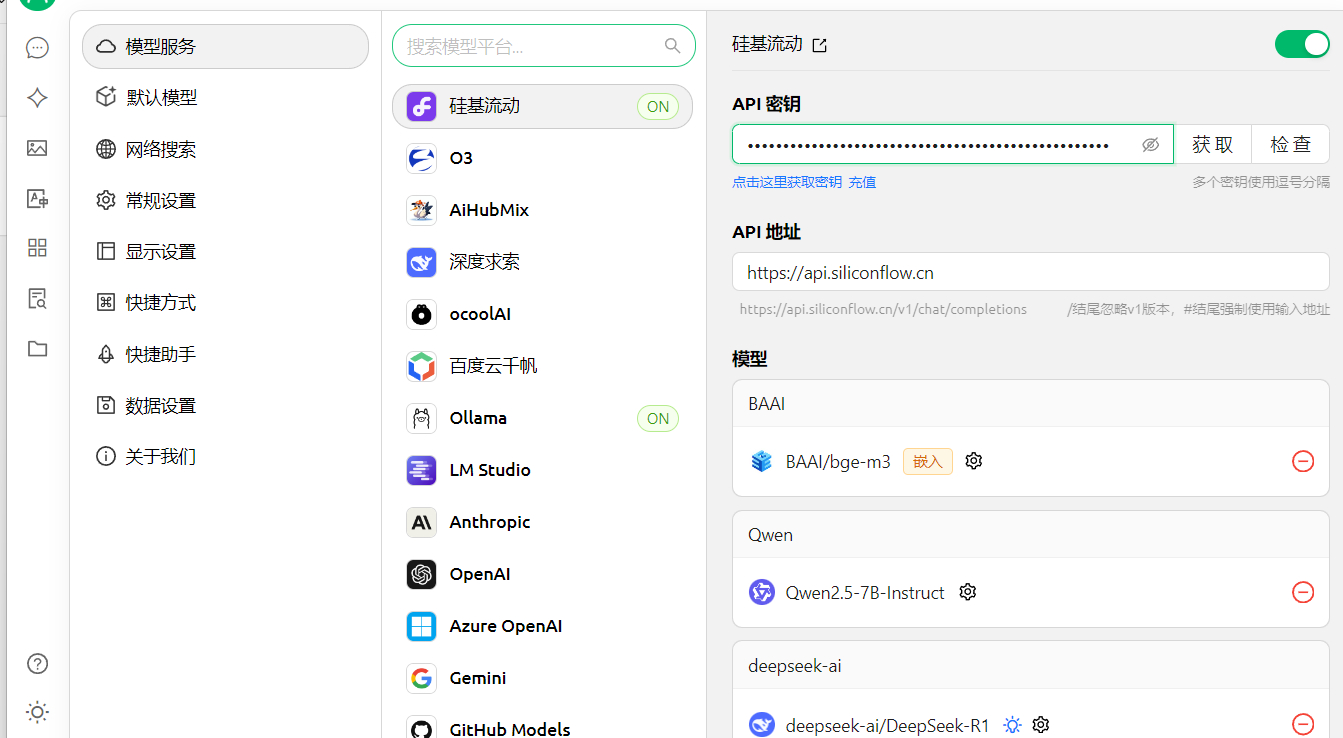 模型服务
默认模型
网络搜索
常规设置
显示设置
快捷方式
快捷助手
数据设置
关于我们
搜索模型平台...
硅基流动 ON
O3
AiHubMix
深度求索
ocoolAI
百度云千帆
Ollama ON
LM Studio
Anthropic
OpenAI
Azure OpenAI
Gemini
GitHub Models
硅基流动
API 密钥
••••••••••••••••••••••••••••••••••••••••••••••••••• 获取 检查
点击这里获取密钥 充值 多个密钥使用逗号分隔
API 地址
https://api.siliconflow.cn
https://api.siliconflow.cn/v1/chat/completions /结尾忽略v1版本，#结尾强制使用输入地址
模型
BAAI
BAAI/bge-m3 嵌入
Qwen
Qwen2.5-7B-Instruct
deepseek-ai
deepseek-ai/DeepSeek-R1